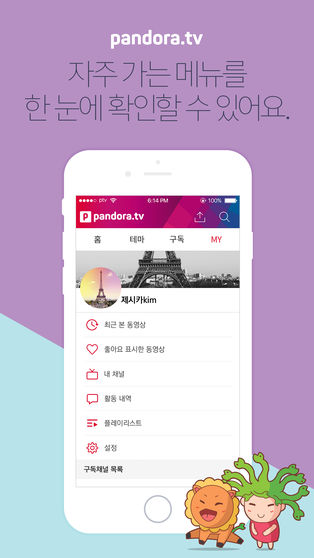 pandora.tv
자주 가는 메뉴를
한 눈에 확인할 수 있어요.
ptv 6:14 PM 100%
P pandora.tv
홈 테마 구독 MY
제시카kim
최근 본 동영상
좋아요 표시한 동영상
내 채널
활동 내역
플레이리스트
설정
구독채널 목록